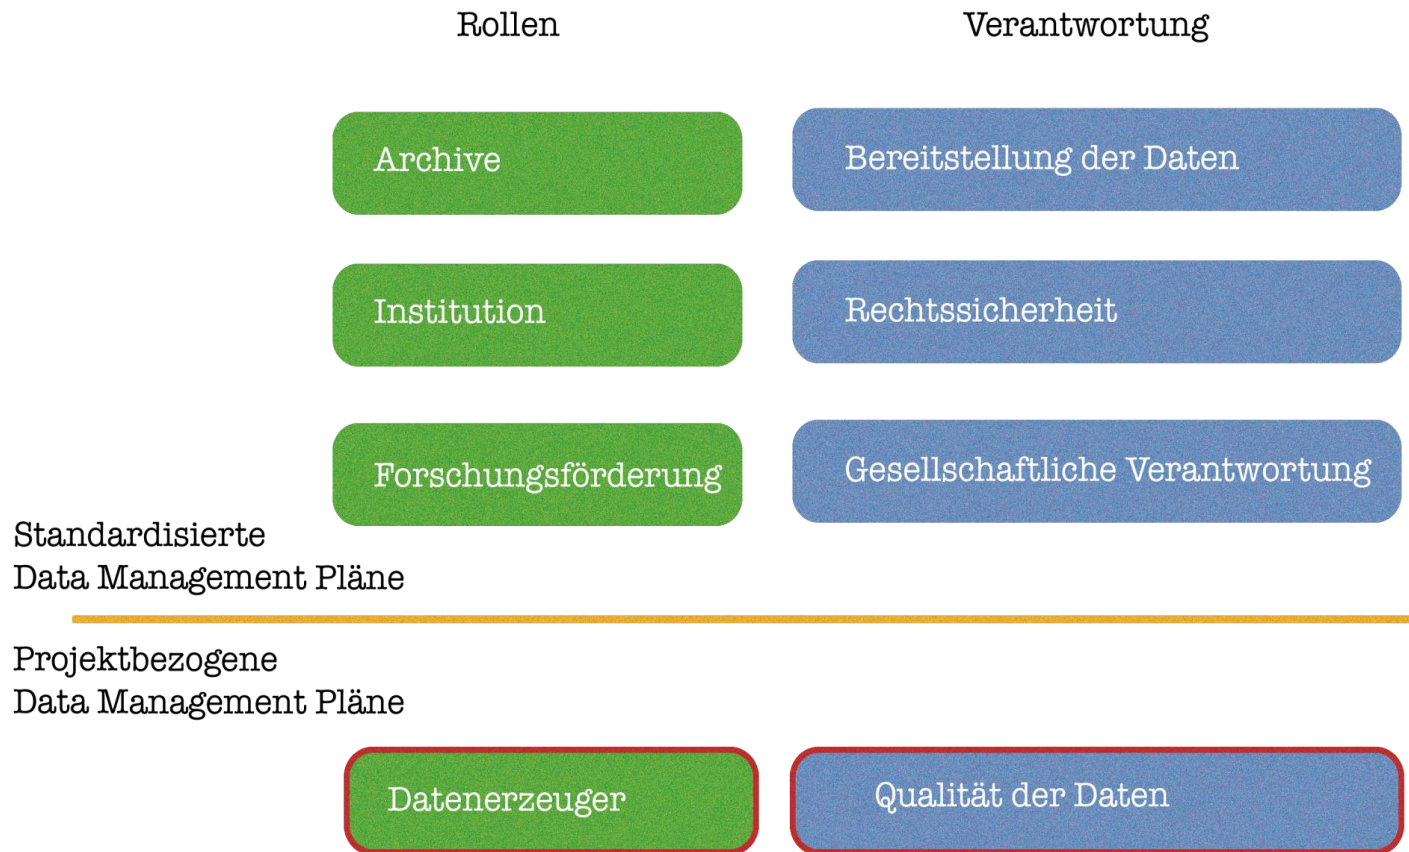 Rollen Verantwortung
Archive Bereitstellung der Daten
Institution Rechtssicherheit
Forschungsförderung Gesellschaftliche Verantwortung
Standardisierte
Data Management Pläne
Projektbezogene
Data Management Pläne
Datenerzeuger Qualität der Daten